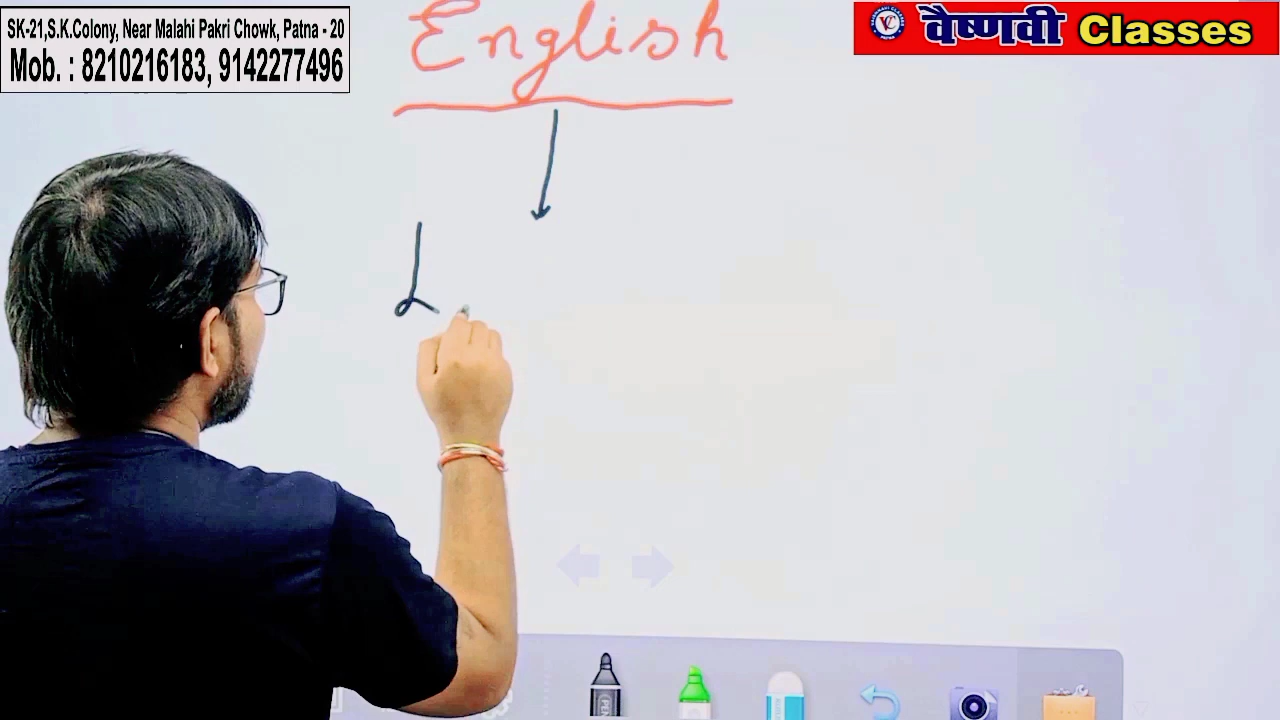 SK-21,S.K.Colony, Near Malahi Pakri Chowk, Patna - 20
Mob. : 8210216183, 9142277496
वैष्णवी Classes
English
L